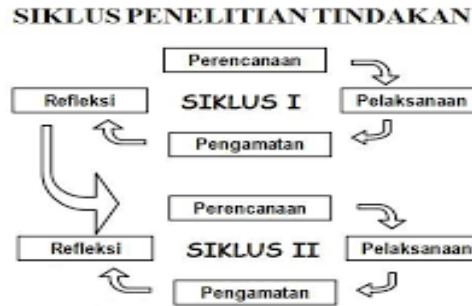 SIKLUS PENELITIAN TINDAKAN
Perencanaan
Refleksi SIKLUS I Pelaksanaan
Pengamatan
Perencanaan
Refleksi SIKLUS II Pelaksanaan
Pengamatan